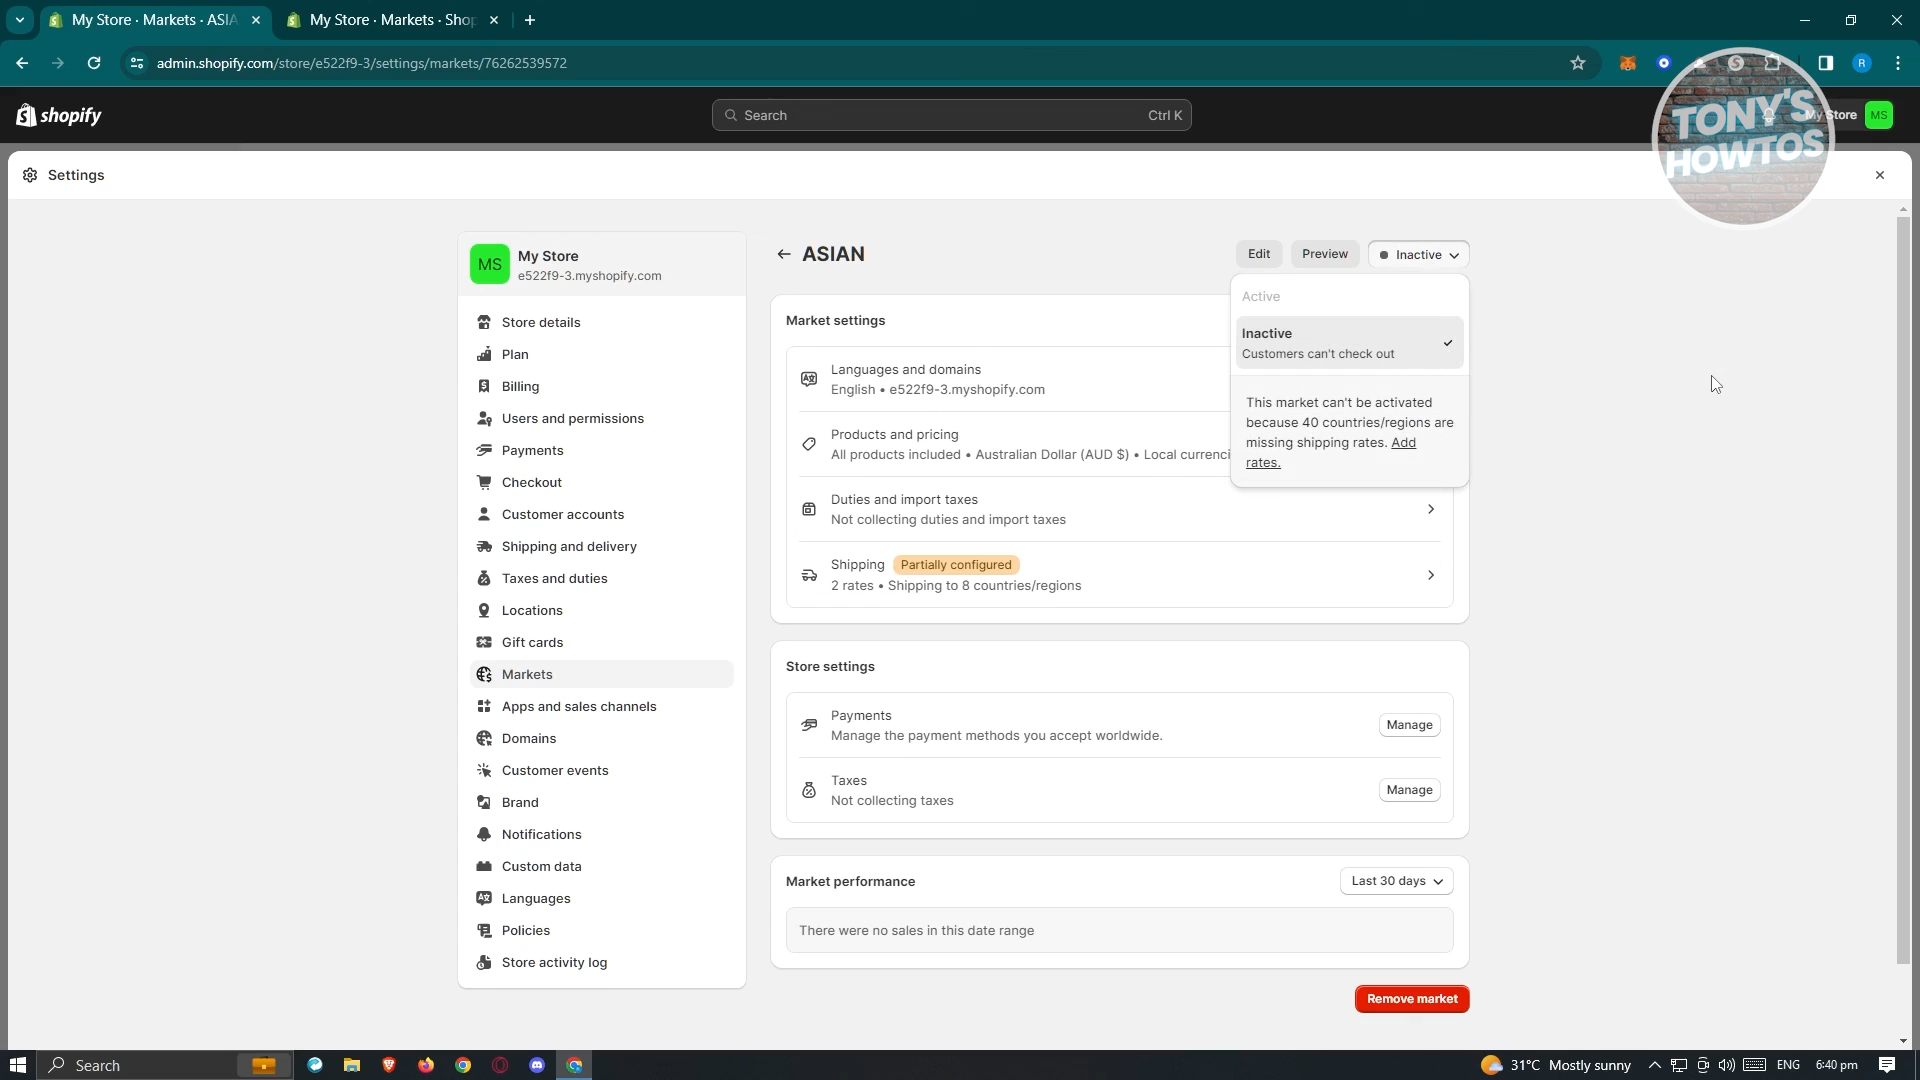 My Store · Markets · ASIA
My Store · Markets · Shop
admin.shopify.com/store/e522f9-3/settings/markets/76262539572
R
shopify
Search
Ctrl K
My Store
MS
TONY'S
HOWTOS
Settings
MS
My Store
e522f9-3.myshopify.com
Store details
Plan
Billing
Users and permissions
Payments
Checkout
Customer accounts
Shipping and delivery
Taxes and duties
Locations
Gift cards
Markets
Apps and sales channels
Domains
Customer events
Brand
Notifications
Custom data
Languages
Policies
Store activity log
ASIAN
Edit
Preview
Inactive
Active
Inactive
Customers can't check out
This market can't be activated
because 40 countries/regions are
missing shipping rates. Add
rates.
Market settings
Languages and domains
English • e522f9-3.myshopify.com
Products and pricing
All products included • Australian Dollar (AUD $) • Local currenci
Duties and import taxes
Not collecting duties and import taxes
Shipping Partially configured
2 rates • Shipping to 8 countries/regions
Store settings
Payments
Manage the payment methods you accept worldwide.
Manage
Taxes
Not collecting taxes
Manage
Market performance
Last 30 days
There were no sales in this date range
Remove market
Search
31°C Mostly sunny
ENG
6:40 pm